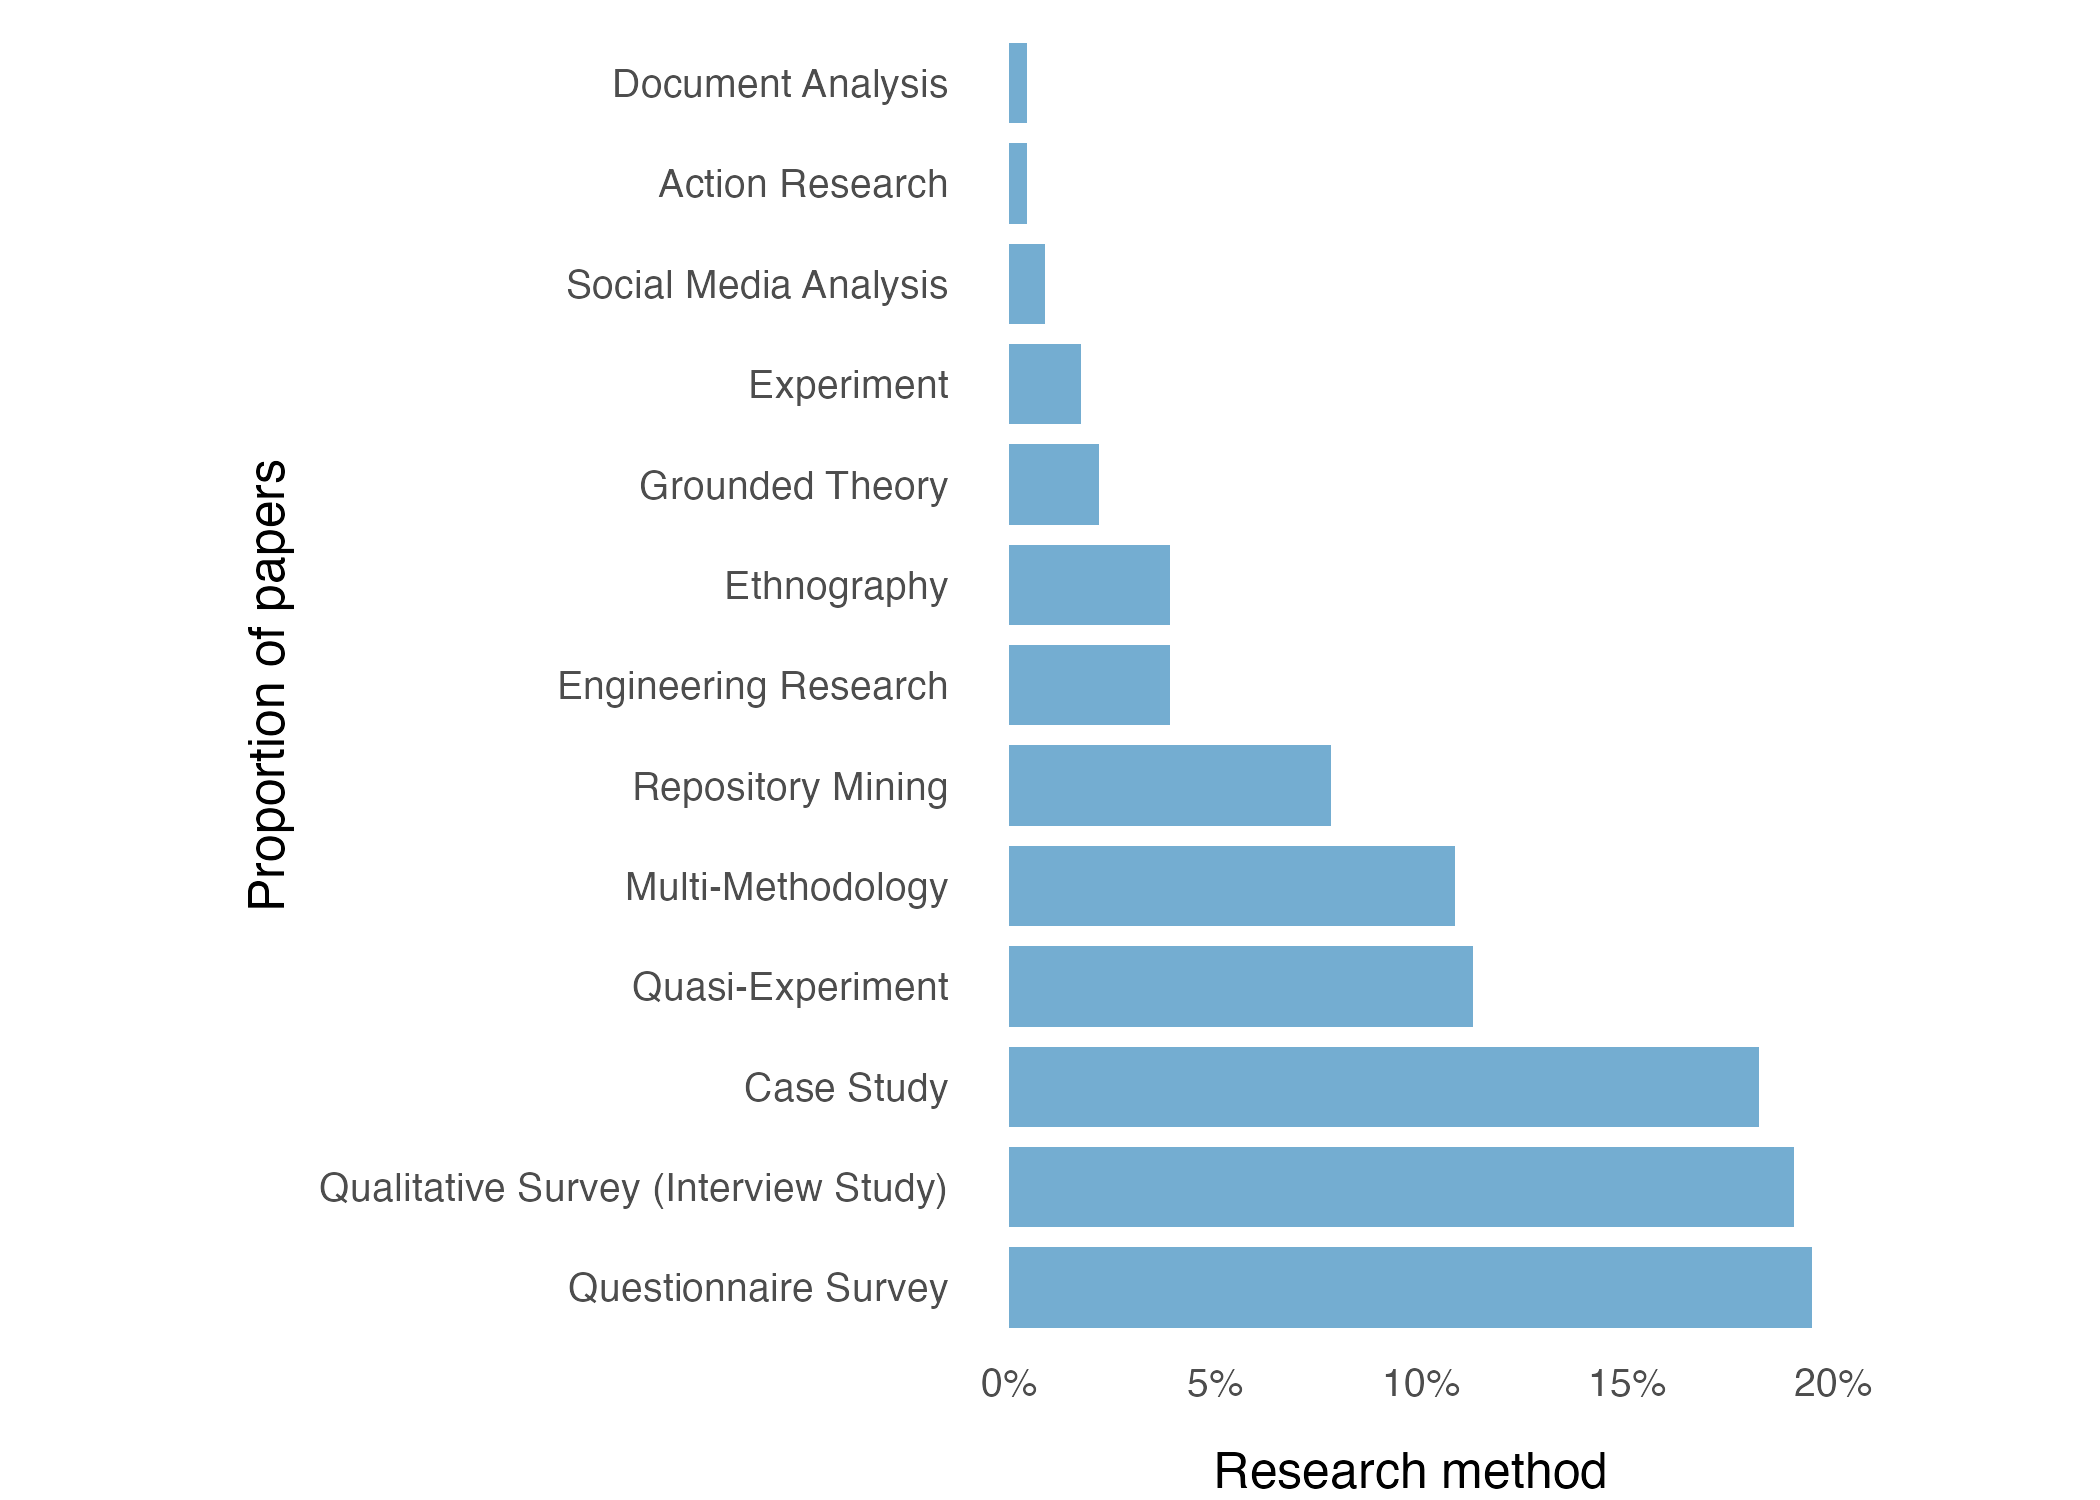 Proportion of papers
Document Analysis
Action Research
Social Media Analysis
Experiment
Grounded Theory
Ethnography
Engineering Research
Repository Mining
Multi-Methodology
Quasi-Experiment
Case Study
Qualitative Survey (Interview Study)
Questionnaire Survey
0% 5% 10% 15% 20%
Research method